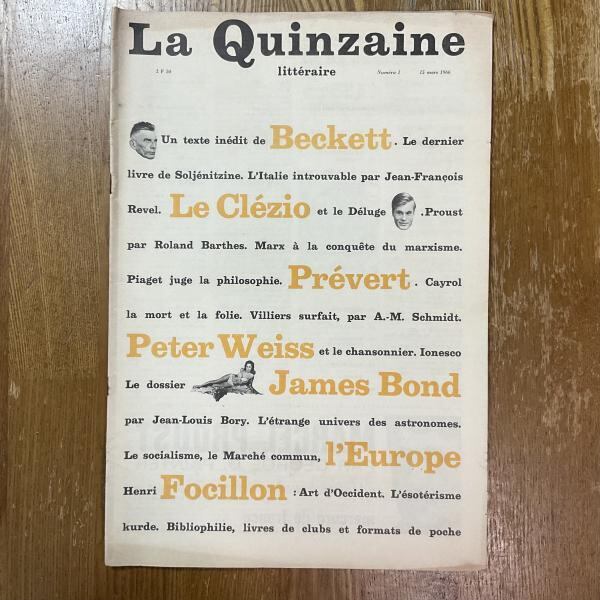 La Quinzaine
2 F 50 littéraire Numéro 1 15 mars 1966
Un texte inédit de Beckett. Le dernier
livre de Soljénitzine. L'Italie introuvable par Jean-François
Revel. Le Clézio et le Déluge .Proust
par Roland Barthes. Marx à la conquête du marxisme.
Piaget juge la philosophie. Prévert. Cayrol
la mort et la folie. Villiers surfait, par A.-M. Schmidt.
Peter Weiss et le chansonnier. Ionesco
Le dossier James Bond
par Jean-Louis Bory. L'étrange univers des astronomes.
Le socialisme, le Marché commun, l'Europe
Henri Focillon : Art d'Occident. L'ésotérisme
kurde. Bibliophilie, livres de clubs et formats de poche